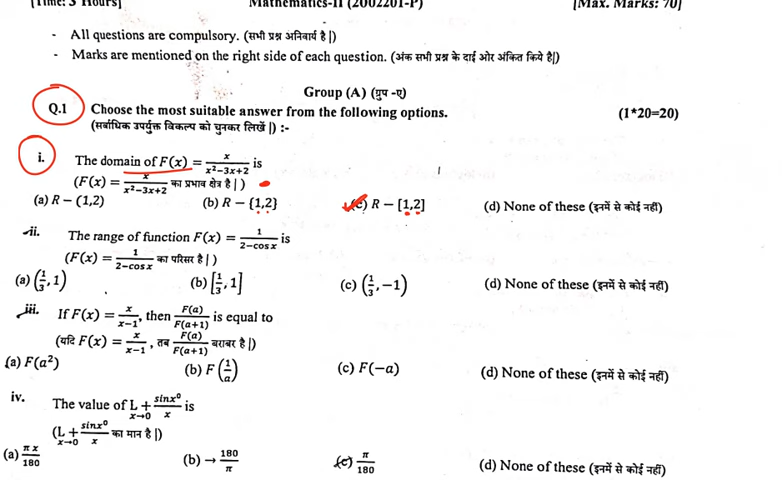 [Time: 3 Hours] Mathematics-II (2002201-P) [Max. Marks: 70]
- All questions are compulsory. (सभी प्रश्न अनिवार्य है|)
- Marks are mentioned on the right side of each question. (अंक सभी प्रश्न के दाई ओर अंकित किये है|)
Group (A) (ग्रुप -ए)
Q.1 Choose the most suitable answer from the following options. (1*20=20)
(सर्वाधिक उपर्युक्त विकल्प को चुनकर लिखें|) :-
i. The domain of F(x) = x/(x²−3x+2) is
(F(x) = x/(x²−3x+2) का प्रभाव क्षेत्र है| )
(a) R − (1,2) (b) R − {1,2} (c) R − [1,2] (d) None of these (इनमें से कोई नहीं)
ii. The range of function F(x) = 1/(2−cosx) is
(F(x) = 1/(2−cosx) का परिसर है| )
(a) (1/3, 1) (b) [1/3, 1] (c) (1/3, −1) (d) None of these (इनमें से कोई नहीं)
iii. If F(x) = x/(x−1), then F(a)/F(a+1) is equal to
(यदि F(x) = x/(x−1), तब F(a)/F(a+1) बराबर है|)
(a) F(a²) (b) F(1/a) (c) F(−a) (d) None of these (इनमें से कोई नहीं)
iv. The value of L + x→0 sinx⁰/x is
(L + x→0 sinx⁰/x का मान है|)
(a) πx/180 (b) → 180/π (c) π/180 (d) None of these (इनमें से कोई नहीं)